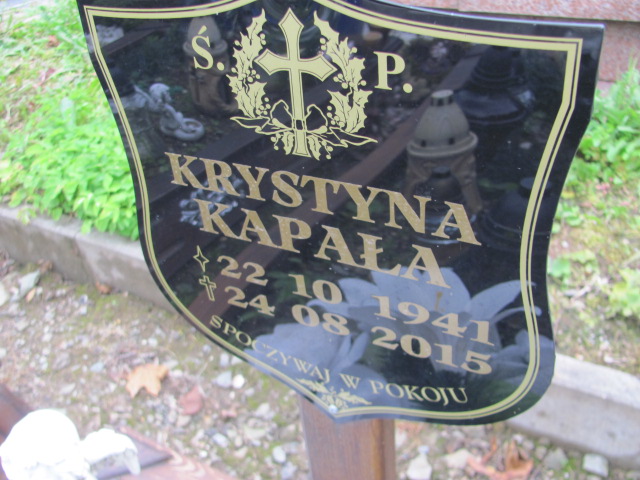 Ś. P.
KRYSTYNA
KAPAŁA
22 10 1941
24 08 2015
SPOCZYWAJ W POKOJU